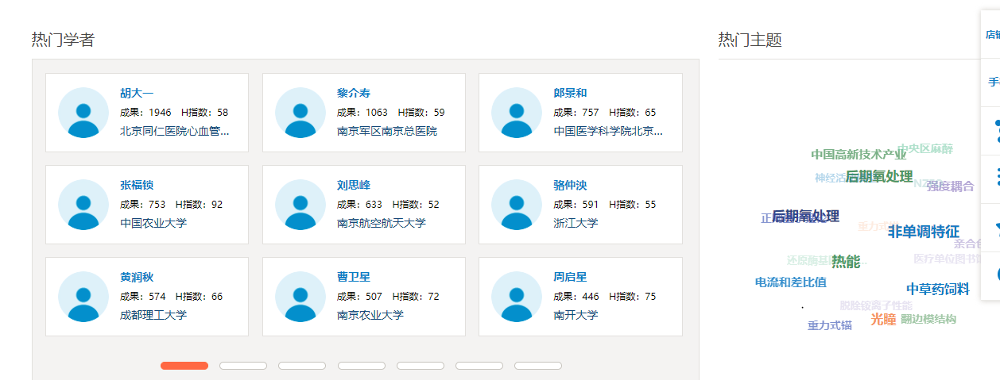 热门学者
胡大一
成果：1946 H指数：58
北京同仁医院心血管...
黎介寿
成果：1063 H指数：59
南京军区南京总医院
郎景和
成果：757 H指数：65
中国医学科学院北京...
张福锁
成果：753 H指数：92
中国农业大学
刘思峰
成果：633 H指数：52
南京航空航天大学
骆仲泱
成果：591 H指数：55
浙江大学
黄润秋
成果：574 H指数：66
成都理工大学
曹卫星
成果：507 H指数：72
南京农业大学
周启星
成果：446 H指数：75
南开大学
热门主题
中国高新技术产业
中央区麻醉
神经活
后期氧处理
强度耦合
后期氧处理
重力式
非单调特征
亲合
还原酶基
热能
医疗单位图书
电流和差比值
中草药饲料
脱除铵离子性能
重力式锚
光瞳
翻边模结构
店
手